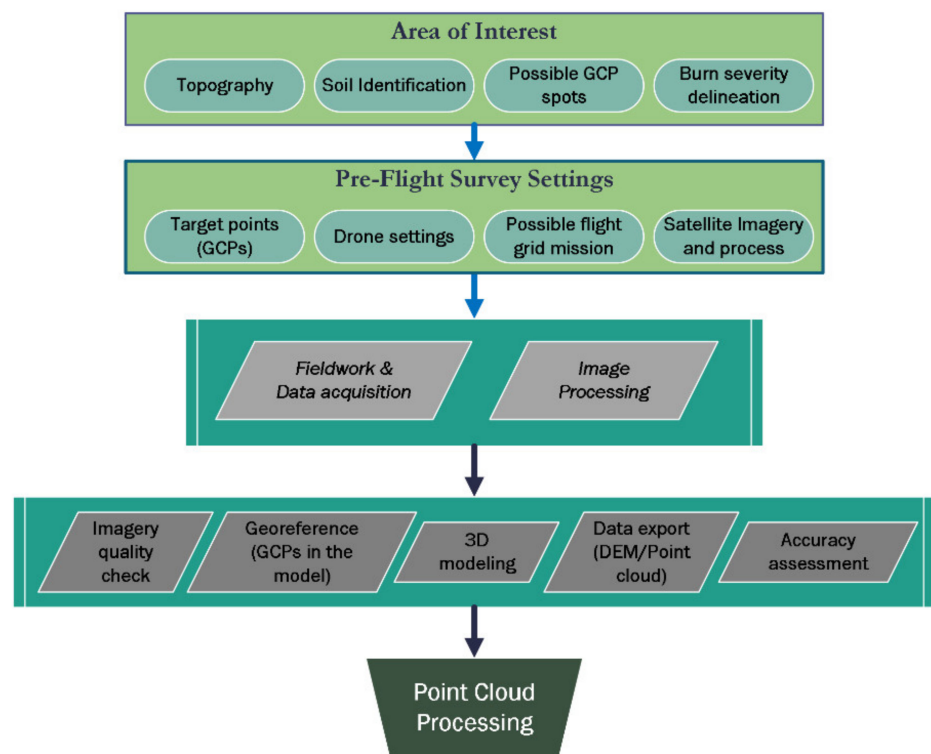 Area of Interest
Topography
Soil Identification
Possible GCP
spots
Burn severity
delineation
Pre-Flight Survey Settings
Target points
(GCPs)
Drone settings
Possible flight
grid mission
Satellite Imagery
and process
Fieldwork &
Data acquisition
Image
Processing
Imagery
quality
check
Georeference
(GCPs in the
model)
3D
modeling
Data export
(DEM/Point
cloud)
Accuracy
assessment
Point Cloud
Processing